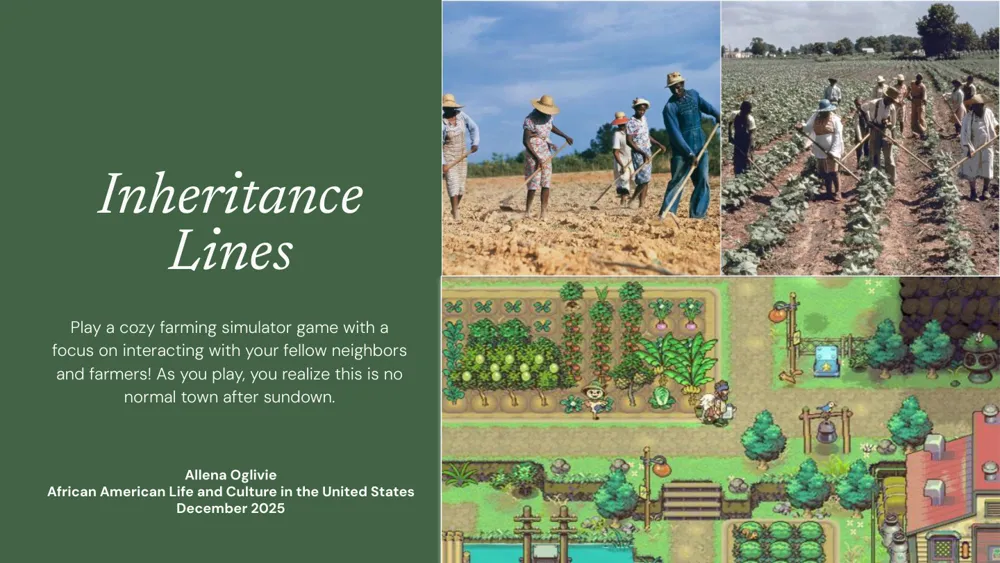 Inheritance
Lines
Play a cozy farming simulator game with a
focus on interacting with your fellow neighbors
and farmers! As you play, you realize this is no
normal town after sundown.
Allena Oglivie
African American Life and Culture in the United States
December 2025